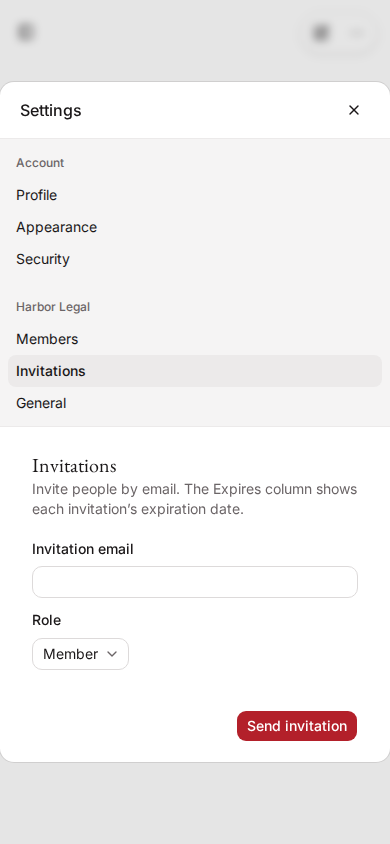 Settings
Account
Profile
Appearance
Security
Harbor Legal
Members
Invitations
General
Invitations
Invite people by email. The Expires column shows
each invitation’s expiration date.
Invitation email
Role
Member
Send invitation